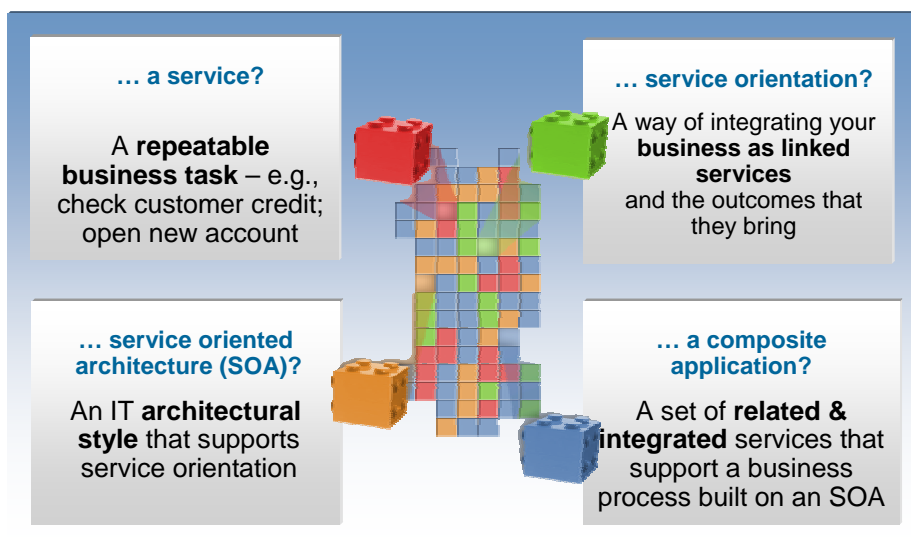 … a service?
A repeatable
business task – e.g.,
check customer credit;
open new account
… service orientation?
A way of integrating your
business as linked
services
and the outcomes that
they bring
… service oriented
architecture (SOA)?
An IT architectural
style that supports
service orientation
… a composite
application?
A set of related &
integrated services that
support a business
process built on an SOA